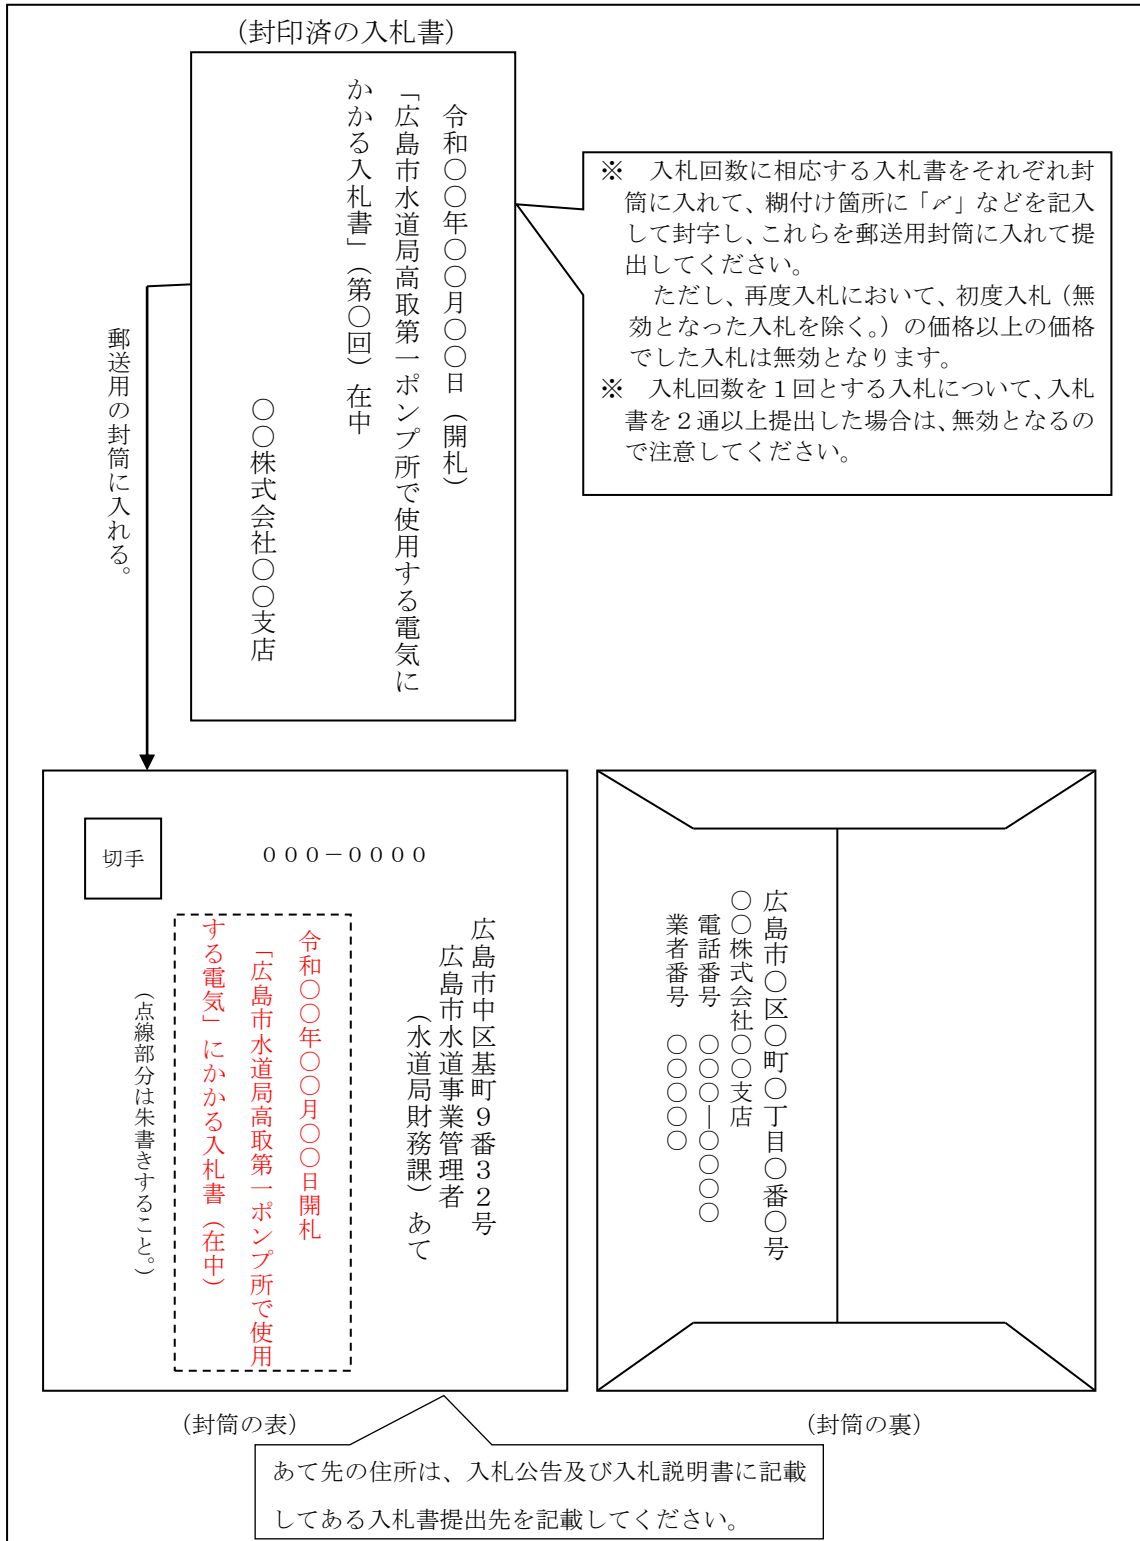 （封印済の入札書）
令和〇〇年〇〇月〇〇日（開札）
「広島市水道局高取第一ポンプ所で使用する電気に
かかる入札書」（第〇回）在中
〇〇株式会社〇〇支店
※　入札回数に相応する入札書をそれぞれ封
筒に入れて、糊付け箇所に「〆」などを記入
して封字し、これらを郵送用封筒に入れて提
出してください。
ただし、再度入札において、初度入札（無
効となった入札を除く。）の価格以上の価格
でした入札は無効となります。
※　入札回数を１回とする入札について、入札
書を２通以上提出した場合は、無効となるの
で注意してください。
郵送用の封筒に入れる。
切手
０００－００００
広島市中区基町９番３２号
広島市水道事業管理者
（水道局財務課）あて
令和〇〇年〇〇月〇〇日開札
「広島市水道局高取第一ポンプ所で使用
する電気」にかかる入札書（在中）
（点線部分は朱書きすること。）
（封筒の表）
広島市〇区〇町〇丁目〇番〇号
〇〇株式会社〇〇支店
電話番号　〇〇〇―〇〇〇〇
業者番号　〇〇〇〇〇
（封筒の裏）
あて先の住所は、入札公告及び入札説明書に記載
してある入札書提出先を記載してください。